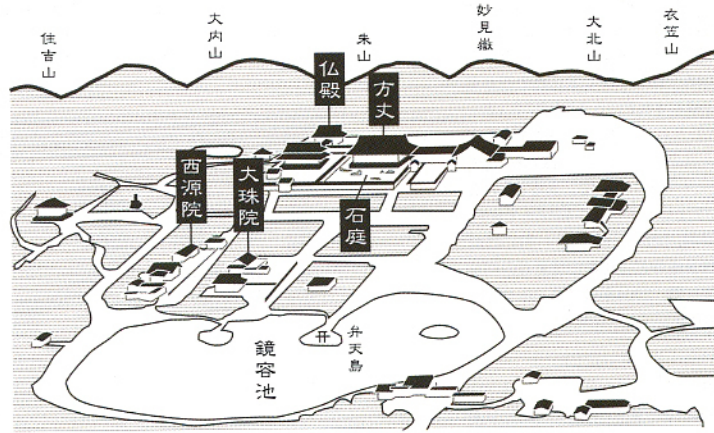 住吉山
大内山
朱山
妙見嶽
大北山
衣笠山
仏殿
方丈
西源院
大珠院
石庭
弁天島
鏡容池